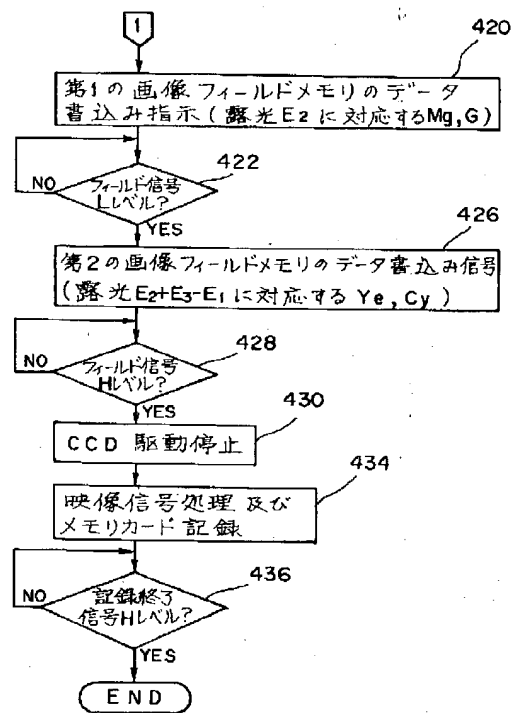 1
420
第1の画像フィールドメモリのデータ
書込み指示(露光E2に対応するMg,G)
422
フィールド信号
Lレベル?
NO
YES
426
第2の画像フィールドメモリのデータ書込み信号
(露光E2+E3-E1に対応する Ye,Cy)
428
フィールド信号
Hレベル?
NO
YES
430
CCD 駆動停止
434
映像信号処理及び
メモリカード記録
436
記録終了
信号Hレベル?
NO
YES
END